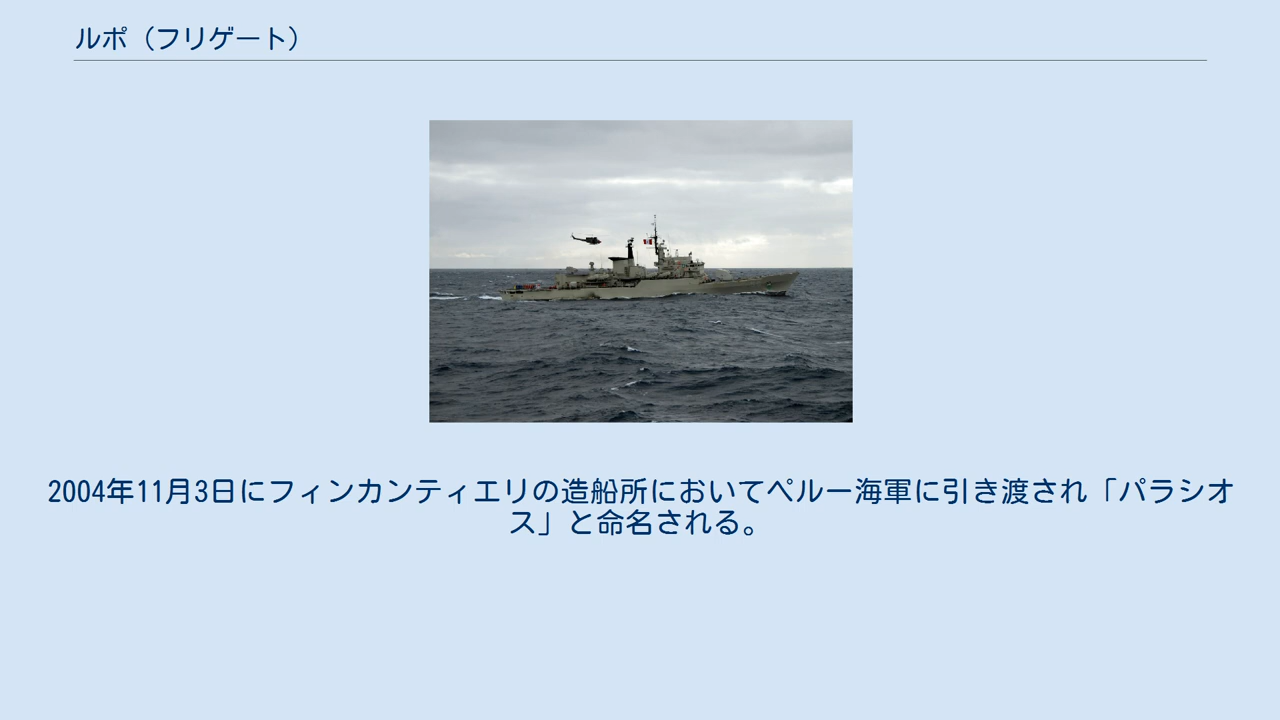 ルポ（フリゲート）
2004年11月3日にフィンカンティエリの造船所においてペルー海軍に引き渡され「パラシオ
ス」と命名される。